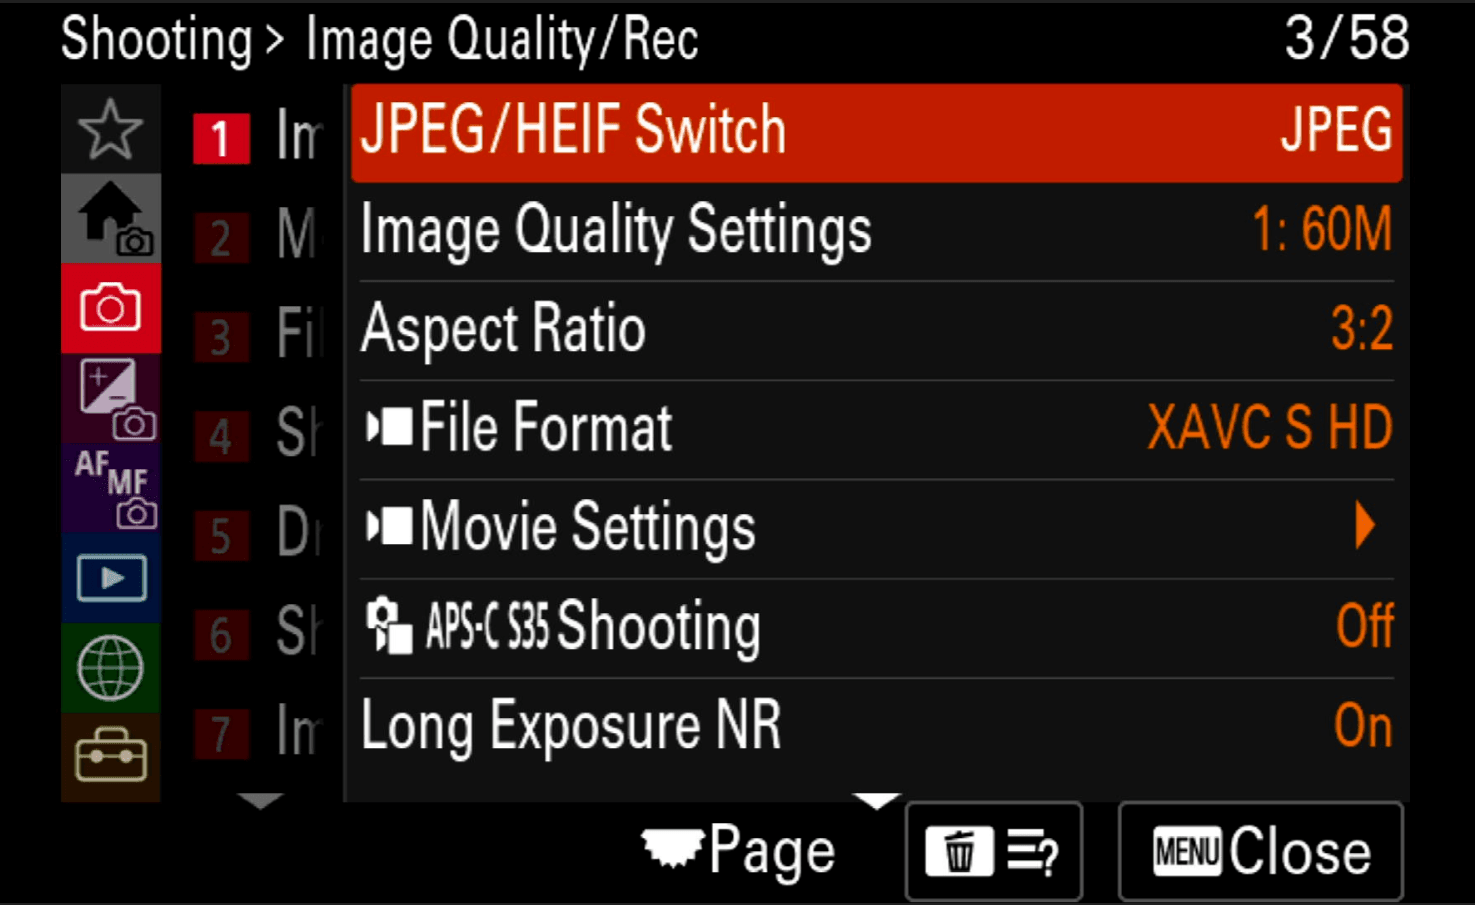 Shooting > Image Quality/Rec
3/58
1 Im
2 M
3 Fil
4 Sh
5 Dr
6 Sh
7 Im
AF MF
JPEG/HEIF Switch JPEG
Image Quality Settings 1: 60M
Aspect Ratio 3:2
File Format XAVC S HD
Movie Settings
APS-C S35 Shooting Off
Long Exposure NR On
Page
?
MENU Close